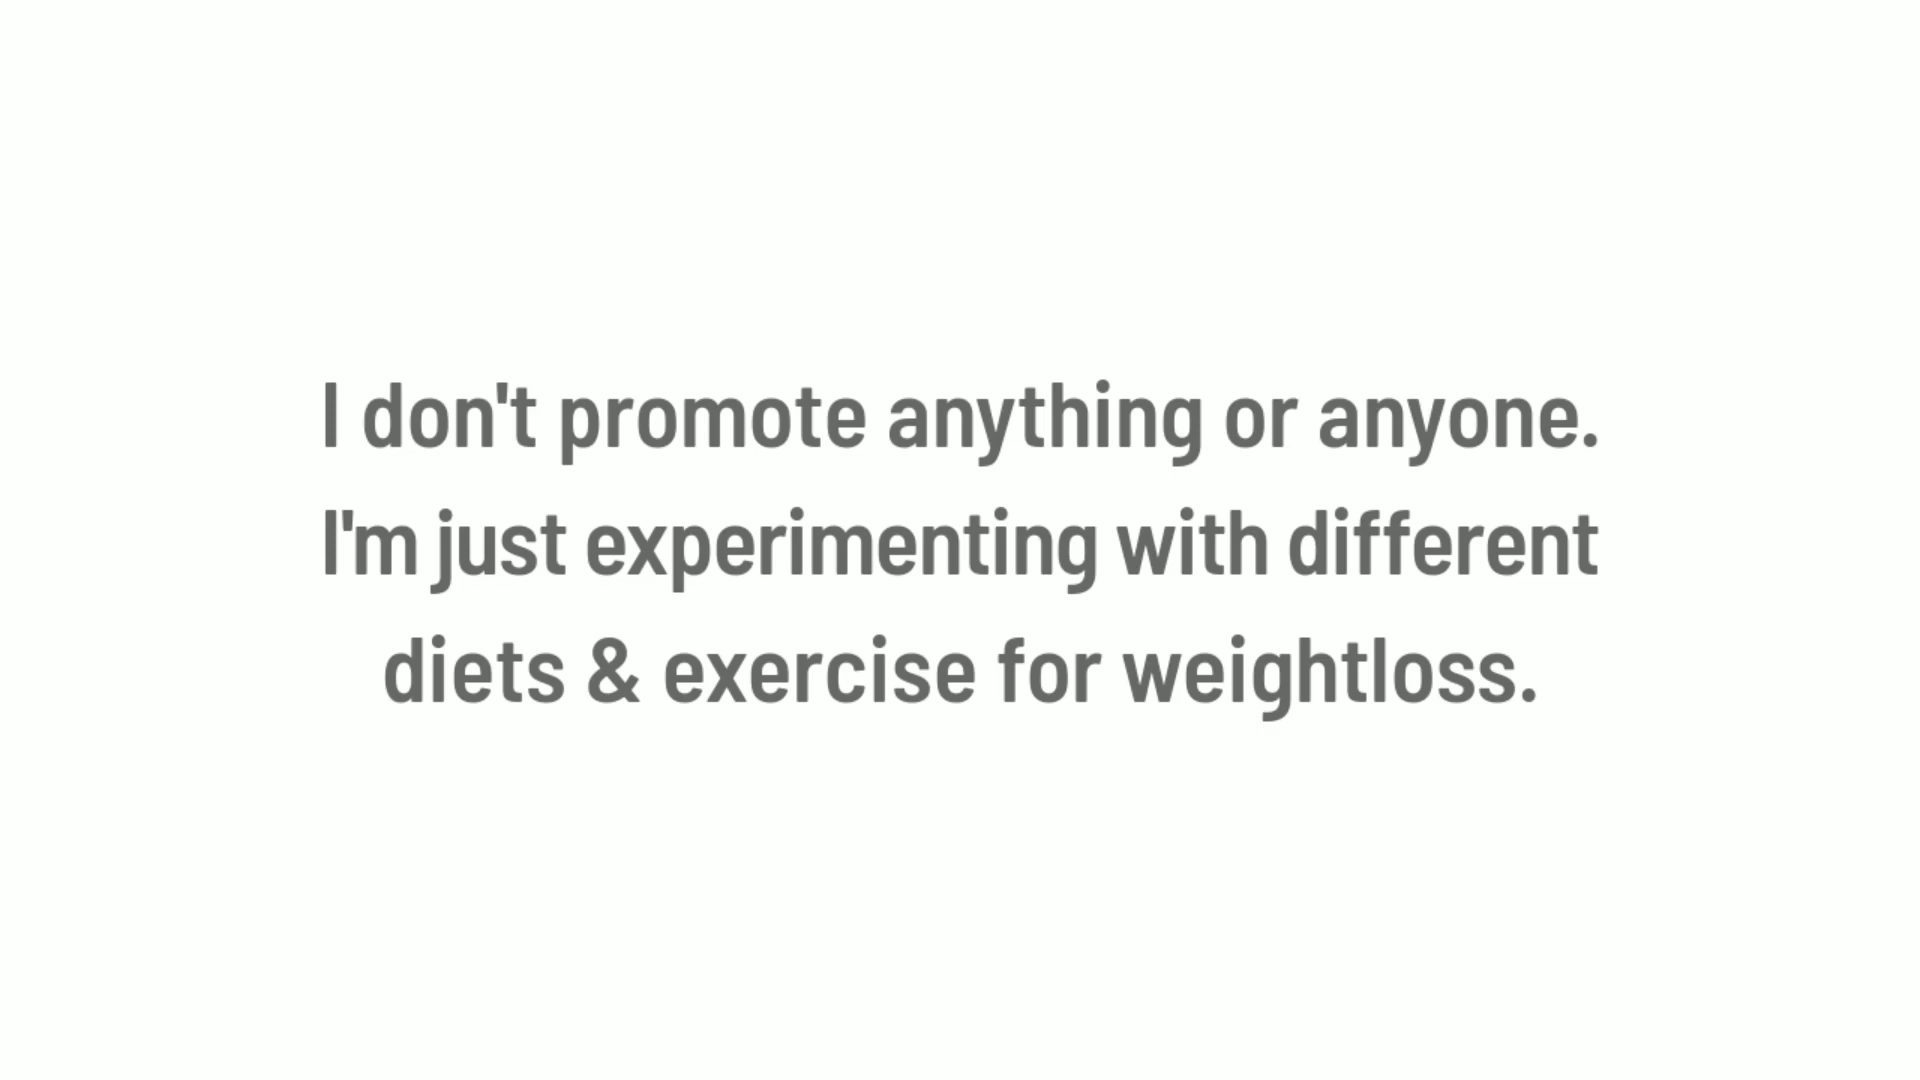 I don't promote anything or anyone.
I'm just experimenting with different
diets & exercise for weightloss.